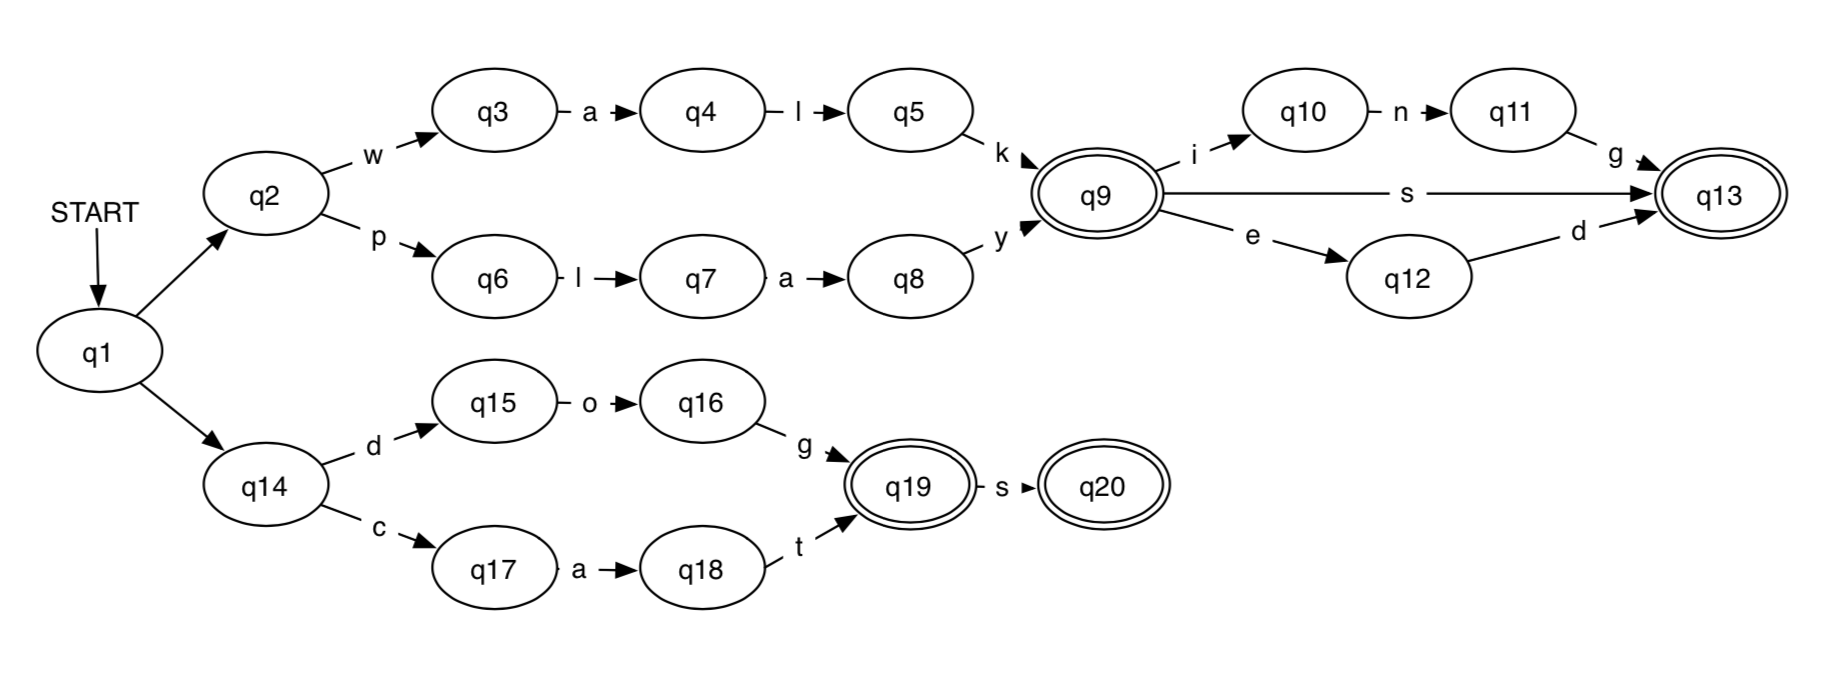 q3 a q4 l q5 q10 n q11
w k i g
q2 q9 s q13
START p y e d
q6 l q7 a q8 q12
q1
q15 o q16
d g
q14 q19 s q20
c t
q17 a q18